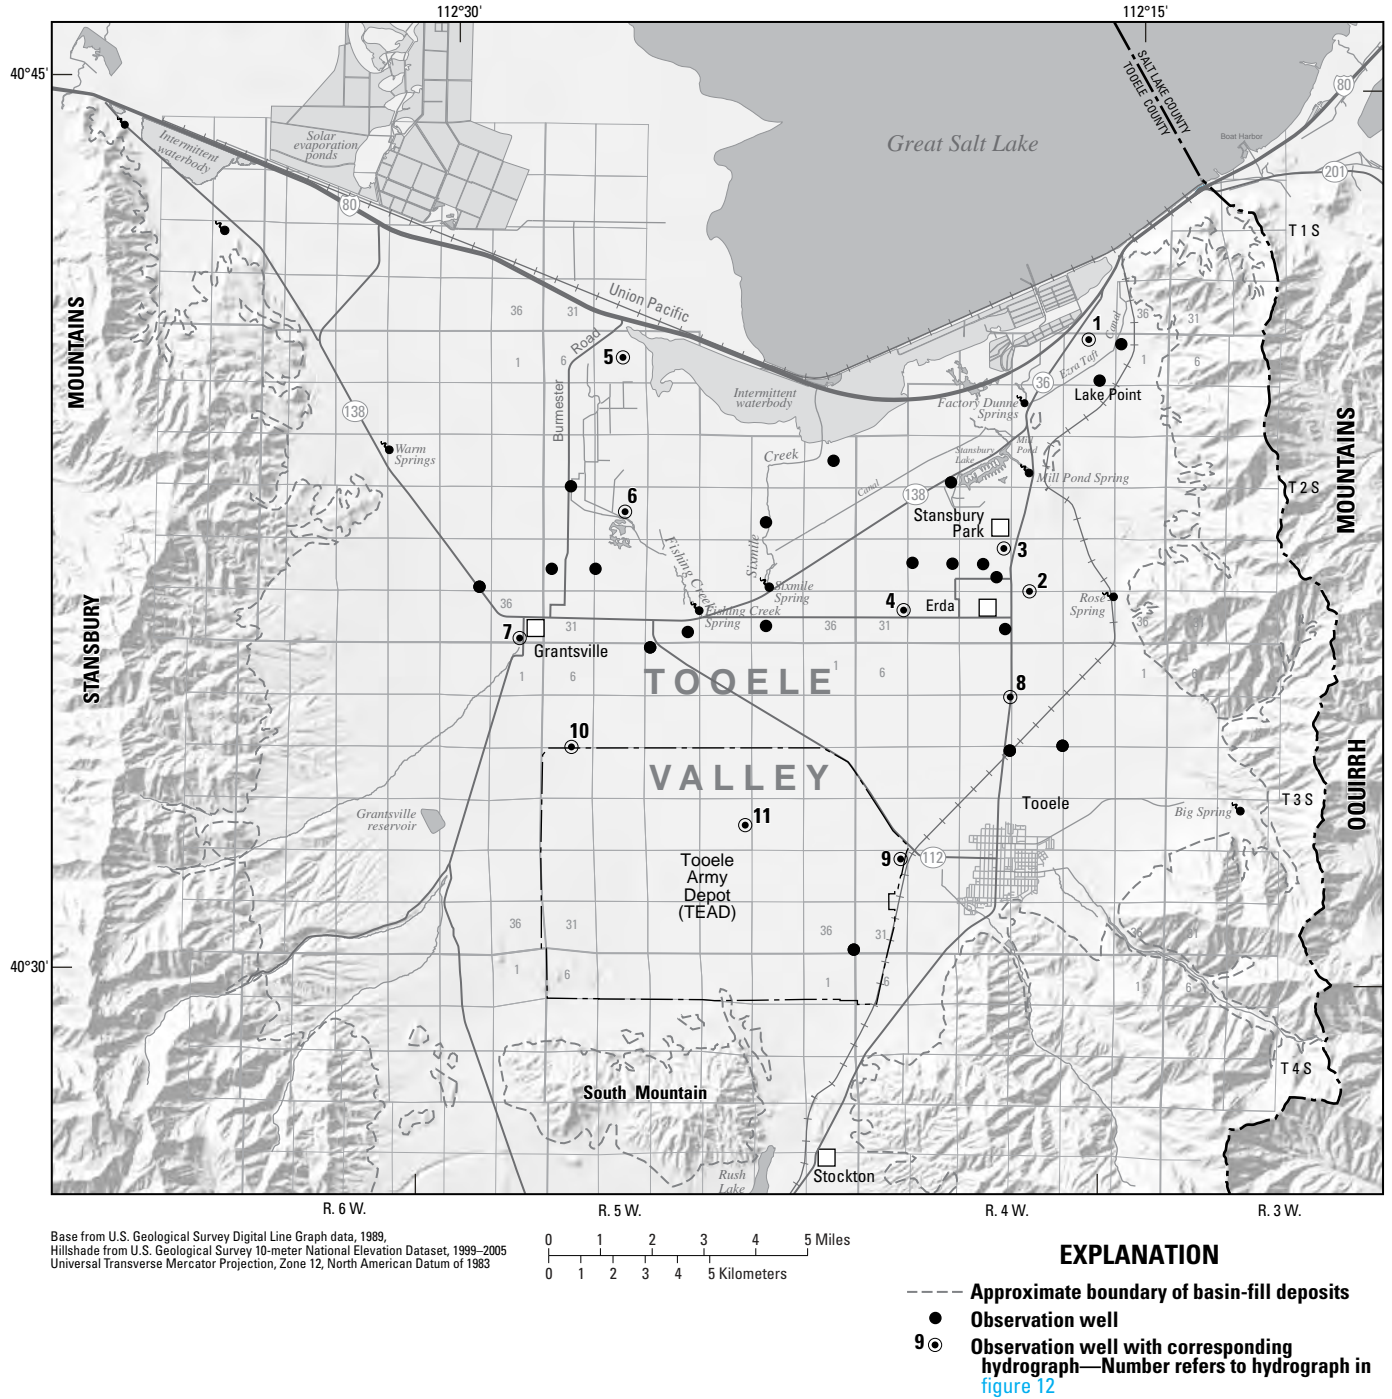 112°30'
112°15'
40°45'
SALT LAKE COUNTY
TOOELE COUNTY
80
Boat Harbor
201
Great Salt Lake
Solar
evaporation
ponds
Intermittent
waterbody
80
T 1 S
Union Pacific
36
31
36
31
1
Canal
Ezra Taft
1
6
Road
5
1
6
36
Lake Point
MOUNTAINS
Burmester
Intermittent
waterbody
Factory Dunne
Springs
138
Warm
Springs
Creek
Mill
Pond
Stansbury
Lake
Mill Pond Spring
Canal
138
MOUNTAINS
T 2 S
6
Stansbury
Park
3
Fishing Creek
Sixmile
Sixmile
Spring
2
4
Erda
Rose
Spring
36
Fishing Creek
Spring
7
31
36
31
36
31
Grantsville
STANSBURY
1
6
TOOELE
1
6
1
6
8
10
VALLEY
OQUIRRH
T 3 S
Grantsville
reservoir
11
Tooele
Big Spring
9
112
Tooele
Army
Depot
(TEAD)
36
31
36
31
36
31
40°30'
1
6
1
6
1
6
T 4 S
South Mountain
Rush
Lake
Stockton
R. 6 W.
R. 5 W.
R. 4 W.
R. 3 W.
Base from U.S. Geological Survey Digital Line Graph data, 1989,
Hillshade from U.S. Geological Survey 10-meter National Elevation Dataset, 1999–2005
Universal Transverse Mercator Projection, Zone 12, North American Datum of 1983
0 1 2 3 4 5 Miles
0 1 2 3 4 5 Kilometers
EXPLANATION
Approximate boundary of basin-fill deposits
Observation well
9 Observation well with corresponding
hydrograph—Number refers to hydrograph in
figure 12